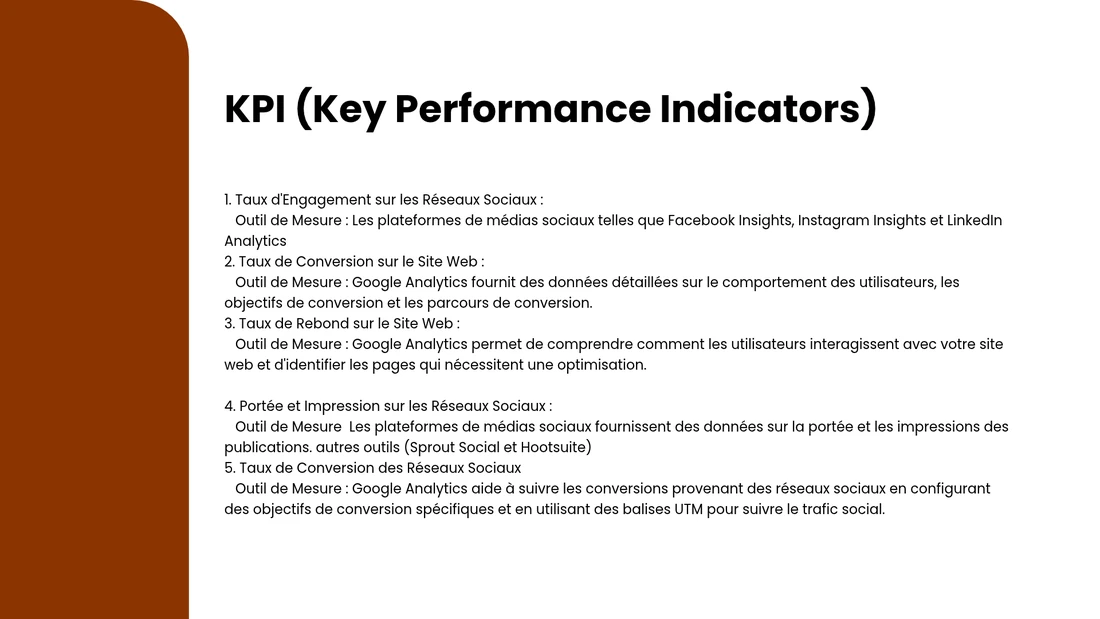 KPI (Key Performance Indicators)
1. Taux d'Engagement sur les Réseaux Sociaux :
Outil de Mesure : Les plateformes de médias sociaux telles que Facebook Insights, Instagram Insights et LinkedIn
Analytics
2. Taux de Conversion sur le Site Web :
Outil de Mesure : Google Analytics fournit des données détaillées sur le comportement des utilisateurs, les
objectifs de conversion et les parcours de conversion.
3. Taux de Rebond sur le Site Web :
Outil de Mesure : Google Analytics permet de comprendre comment les utilisateurs interagissent avec votre site
web et d'identifier les pages qui nécessitent une optimisation.
4. Portée et Impression sur les Réseaux Sociaux :
Outil de Mesure  Les plateformes de médias sociaux fournissent des données sur la portée et les impressions des
publications. autres outils (Sprout Social et Hootsuite)
5. Taux de Conversion des Réseaux Sociaux
Outil de Mesure : Google Analytics aide à suivre les conversions provenant des réseaux sociaux en configurant
des objectifs de conversion spécifiques et en utilisant des balises UTM pour suivre le trafic social.